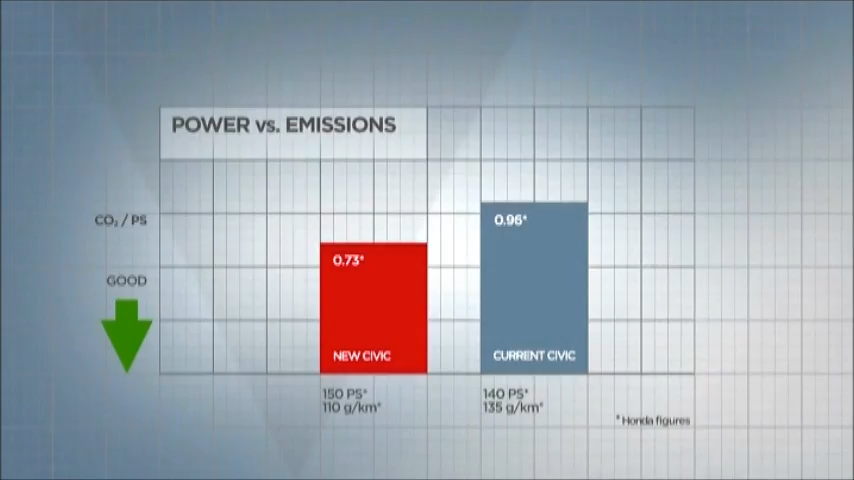 POWER vs. EMISSIONS
CO₂ / PS
0.96*
0.73*
GOOD
NEW CIVIC
CURRENT CIVIC
150 PS*
110 g/km*
140 PS*
135 g/km*
* Honda figures